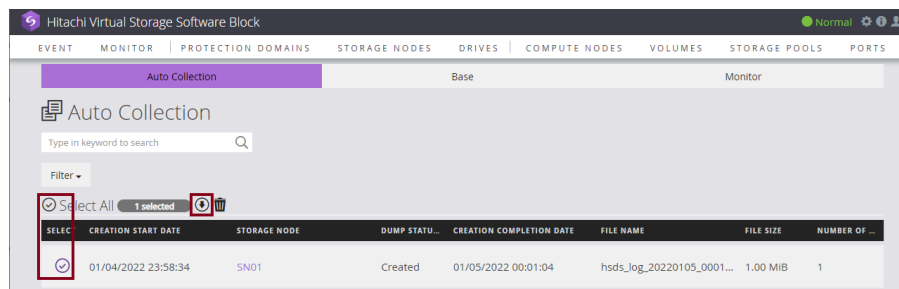 Hitachi Virtual Storage Software Block
Normal
EVENT MONITOR PROTECTION DOMAINS STORAGE NODES DRIVES COMPUTE NODES VOLUMES STORAGE POOLS PORTS
Auto Collection Base Monitor
Auto Collection
Type in keyword to search
Filter
Select All 1 selected
SELECT CREATION START DATE STORAGE NODE DUMP STATU... CREATION COMPLETION DATE FILE NAME FILE SIZE NUMBER OF ...
01/04/2022 23:58:34 SN01 Created 01/05/2022 00:01:04 hsds_log_20220105_0001... 1.00 MiB 1